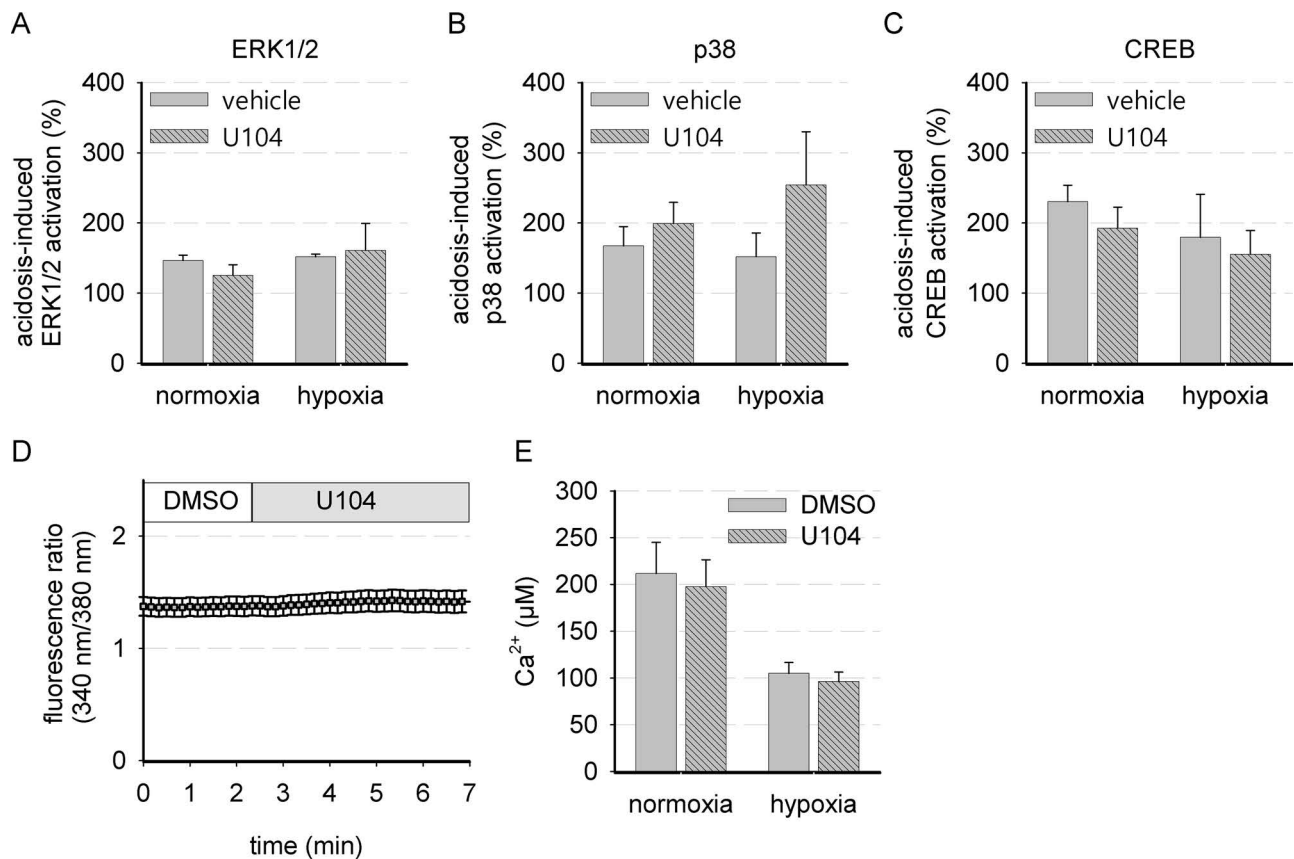 A
ERK1/2
acidosis-induced
ERK1/2 activation (%)
400
300
200
100
0
vehicle
U104
normoxia
hypoxia
B
p38
acidosis-induced
p38 activation (%)
400
300
200
100
0
vehicle
U104
normoxia
hypoxia
C
CREB
acidosis-induced
CREB activation (%)
400
300
200
100
0
vehicle
U104
normoxia
hypoxia
D
fluorescence ratio
(340 nm/380 nm)
DMSO
U104
2
1
0
0 1 2 3 4 5 6 7
time (min)
E
Ca²⁺ (µM)
300
250
200
150
100
50
0
DMSO
U104
normoxia
hypoxia